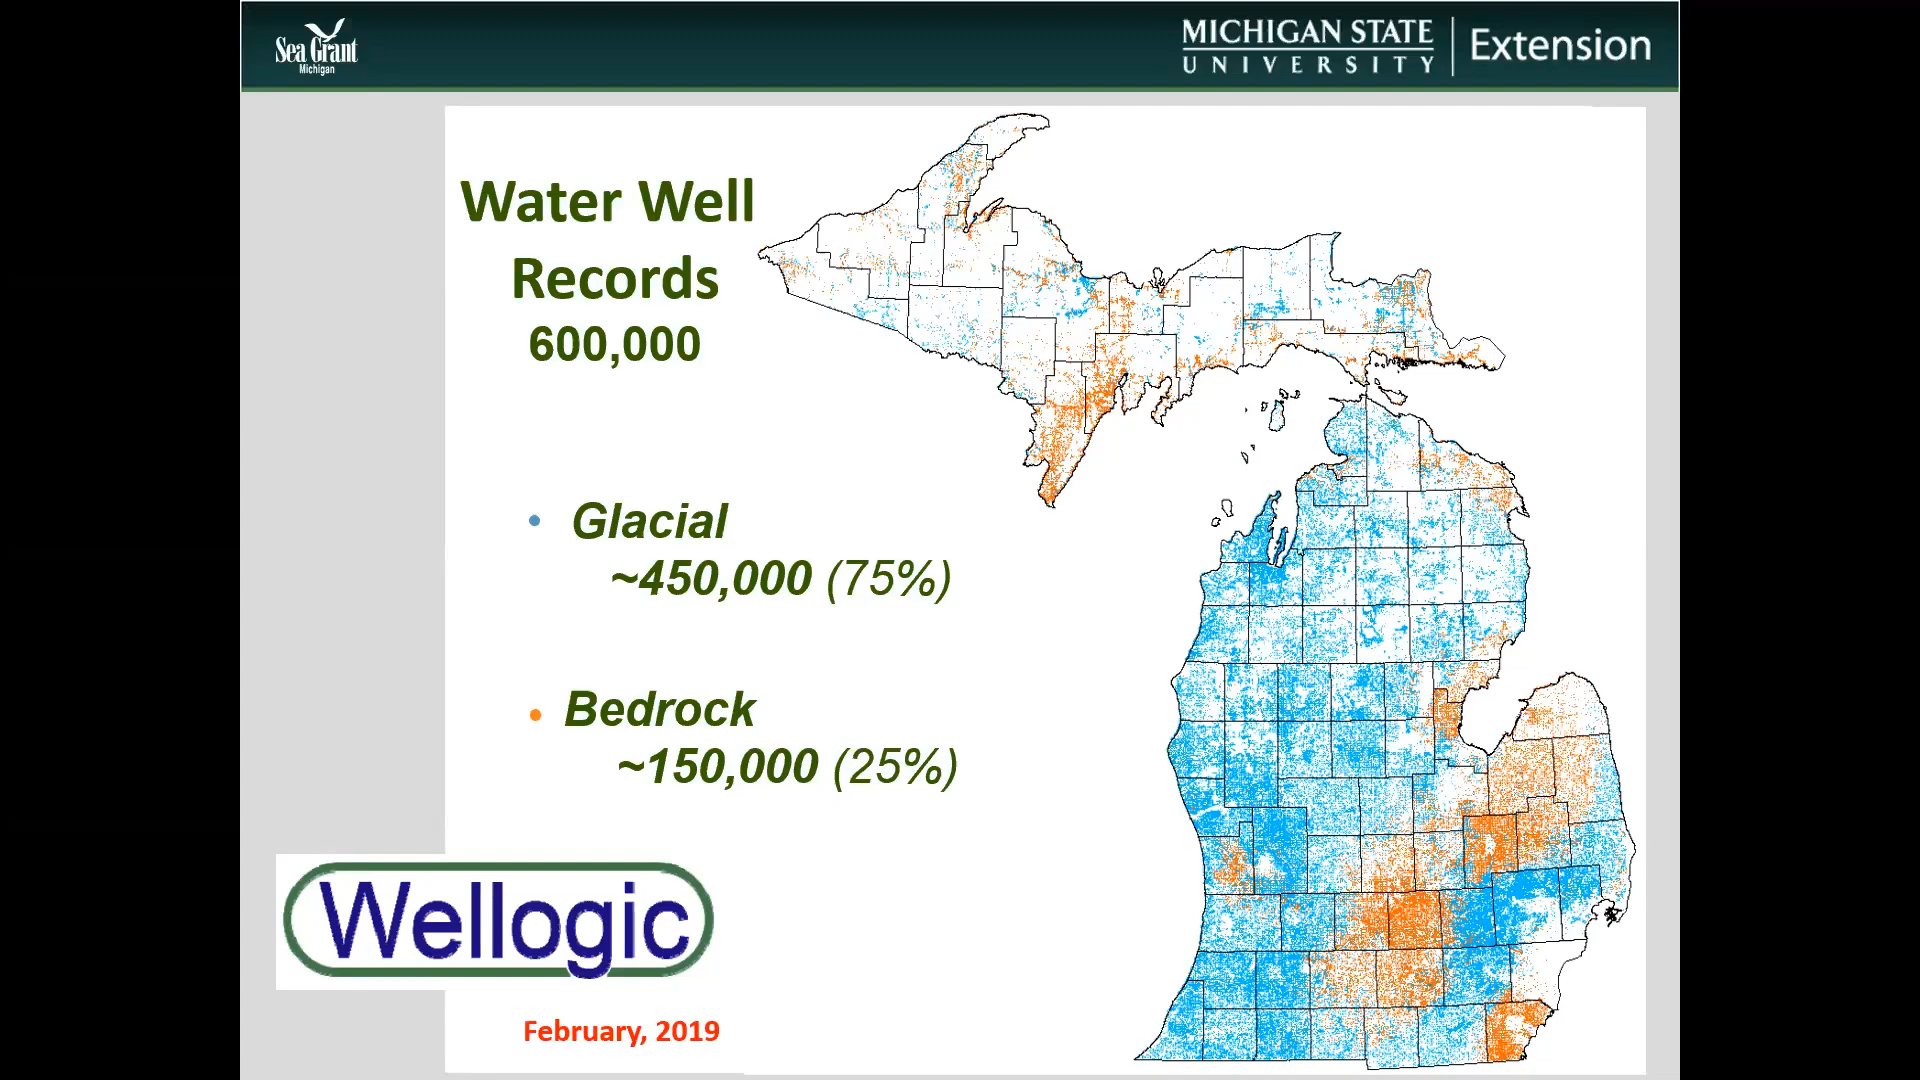 Sea Grant
Michigan
MICHIGAN STATE
UNIVERSITY
Extension
Water Well
Records
600,000
• Glacial
~450,000 (75%)
• Bedrock
~150,000 (25%)
Wellogic
February, 2019